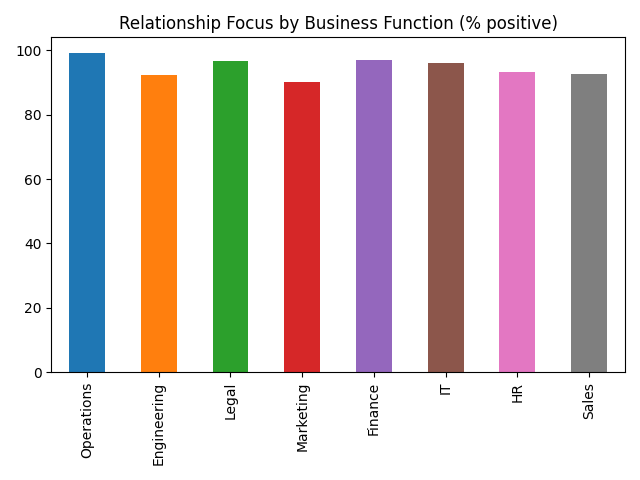 Relationship Focus by Business Function (% positive)
100
80
60
40
20
0
Operations
Engineering
Legal
Marketing
Finance
IT
HR
Sales